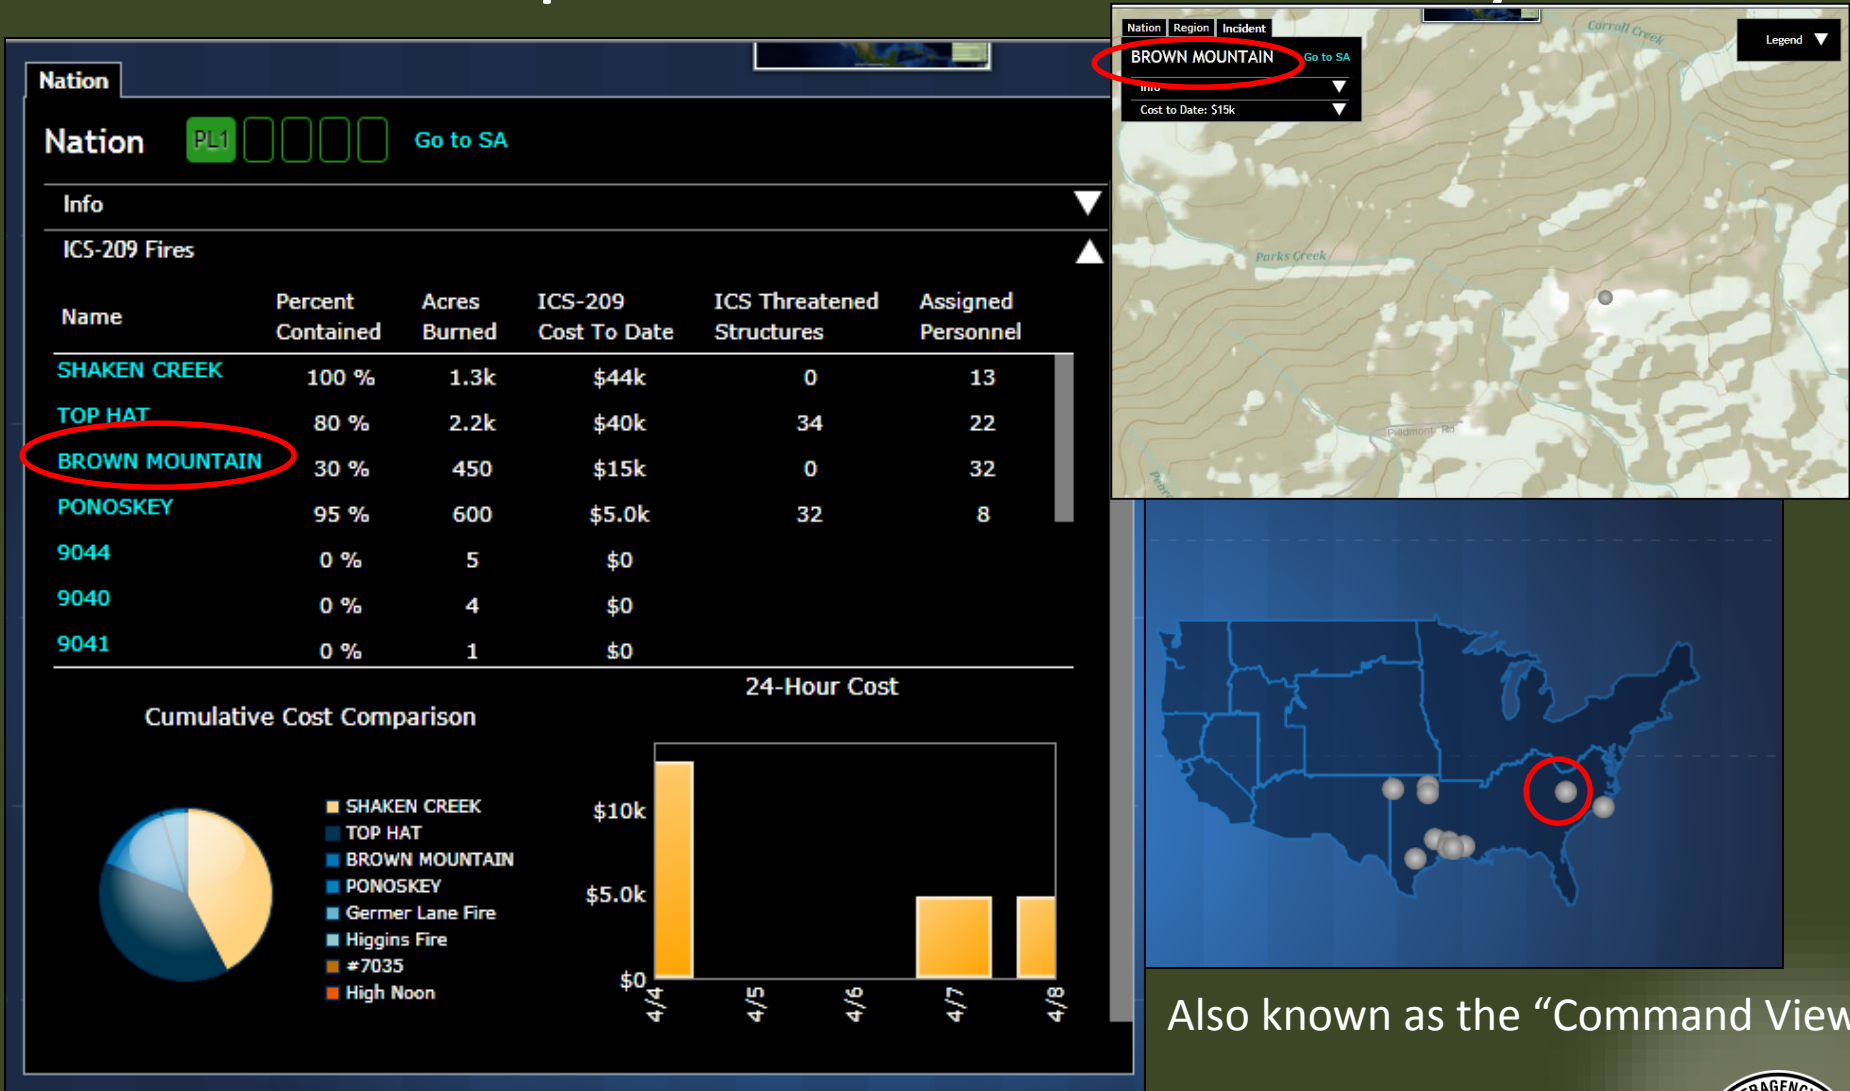 Nation
Nation PL1 Go to SA
Info
ICS-209 Fires
Name Percent Contained Acres Burned ICS-209 Cost To Date ICS Threatened Structures Assigned Personnel
SHAKEN CREEK 100 % 1.3k $44k 0 13
TOP HAT 80 % 2.2k $40k 34 22
BROWN MOUNTAIN 30 % 450 $15k 0 32
PONOSKEY 95 % 600 $5.0k 32 8
9044 0 % 5 $0
9040 0 % 4 $0
9041 0 % 1 $0
Cumulative Cost Comparison
SHAKEN CREEK
TOP HAT
BROWN MOUNTAIN
PONOSKEY
Germer Lane Fire
Higgins Fire
#7035
High Noon
24-Hour Cost
$10k
$5.0k
$0
4/4 4/5 4/6 4/7 4/8
Nation Region Incident
BROWN MOUNTAIN Go to SA
Info
Cost to Date: $15k
Legend
Carroll Creek
Parks Creek
Piedmont Rd
Also known as the “Command View